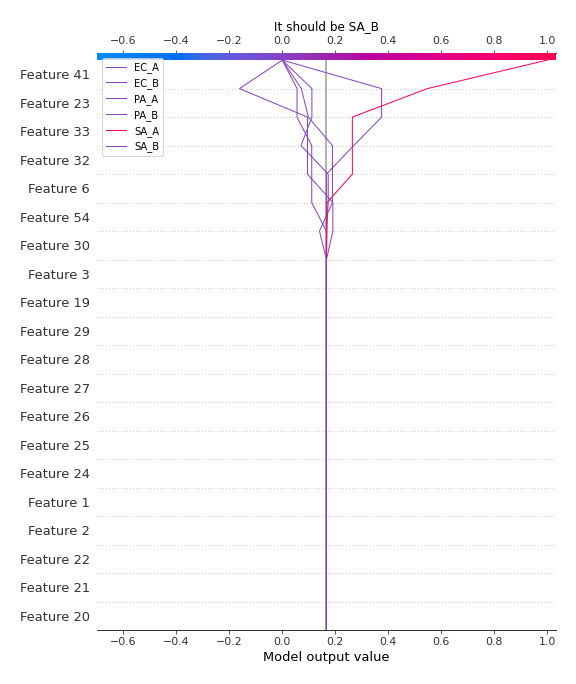 It should be SA_B
−0.6 −0.4 −0.2 0.0 0.2 0.4 0.6 0.8 1.0
EC_A
EC_B
PA_A
PA_B
SA_A
SA_B
Feature 41
Feature 23
Feature 33
Feature 32
Feature 6
Feature 54
Feature 30
Feature 3
Feature 19
Feature 29
Feature 28
Feature 27
Feature 26
Feature 25
Feature 24
Feature 1
Feature 2
Feature 22
Feature 21
Feature 20
−0.6 −0.4 −0.2 0.0 0.2 0.4 0.6 0.8 1.0
Model output value